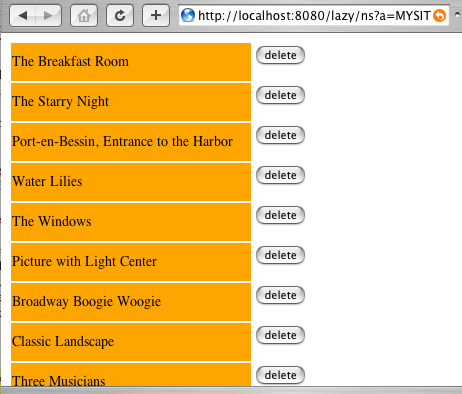 http://localhost:8080/lazy/ns?a=MYSIT
The Breakfast Room delete
The Starry Night delete
Port-en-Bessin, Entrance to the Harbor delete
Water Lilies delete
The Windows delete
Picture with Light Center delete
Broadway Boogie Woogie delete
Classic Landscape delete
Three Musicians delete